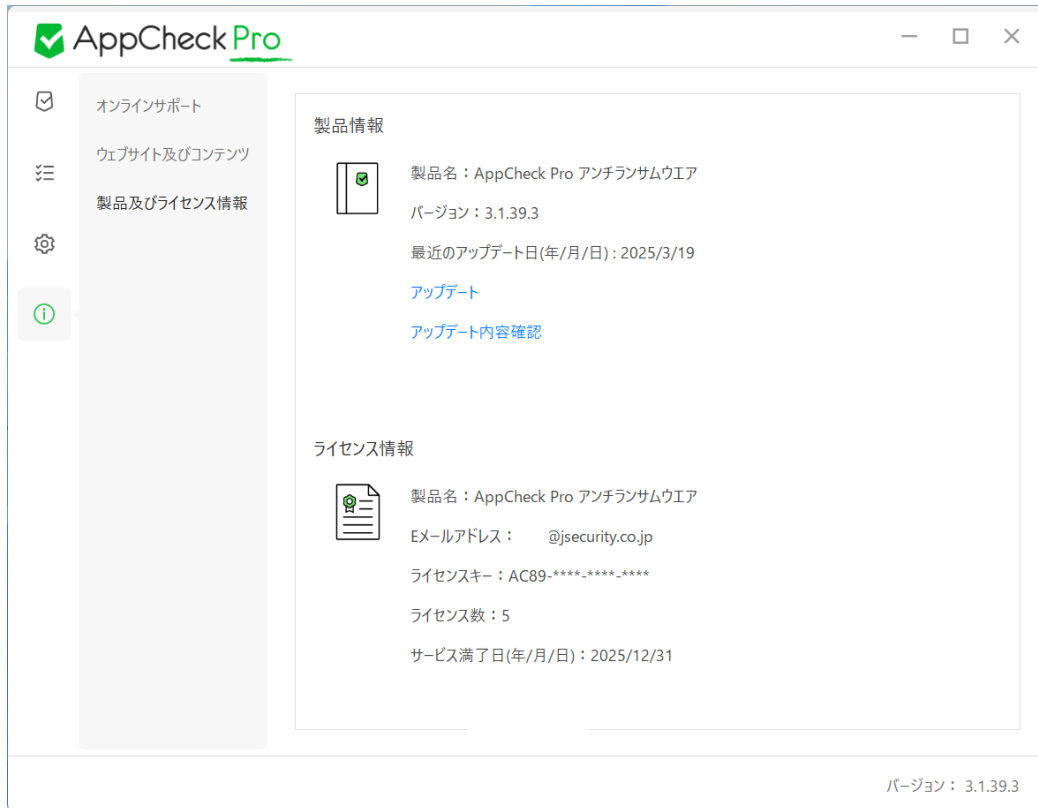 AppCheck Pro
オンラインサポート
ウェブサイト及びコンテンツ
製品及びライセンス情報
製品情報
製品名：AppCheck Pro アンチランサムウエア
バージョン：3.1.39.3
最近のアップデート日(年/月/日) : 2025/3/19
アップデート
アップデート内容確認
ライセンス情報
製品名：AppCheck Pro アンチランサムウエア
Eメールアドレス： @jsecurity.co.jp
ライセンスキー：AC89-****-****-****
ライセンス数：5
サービス満了日(年/月/日)：2025/12/31
バージョン： 3.1.39.3